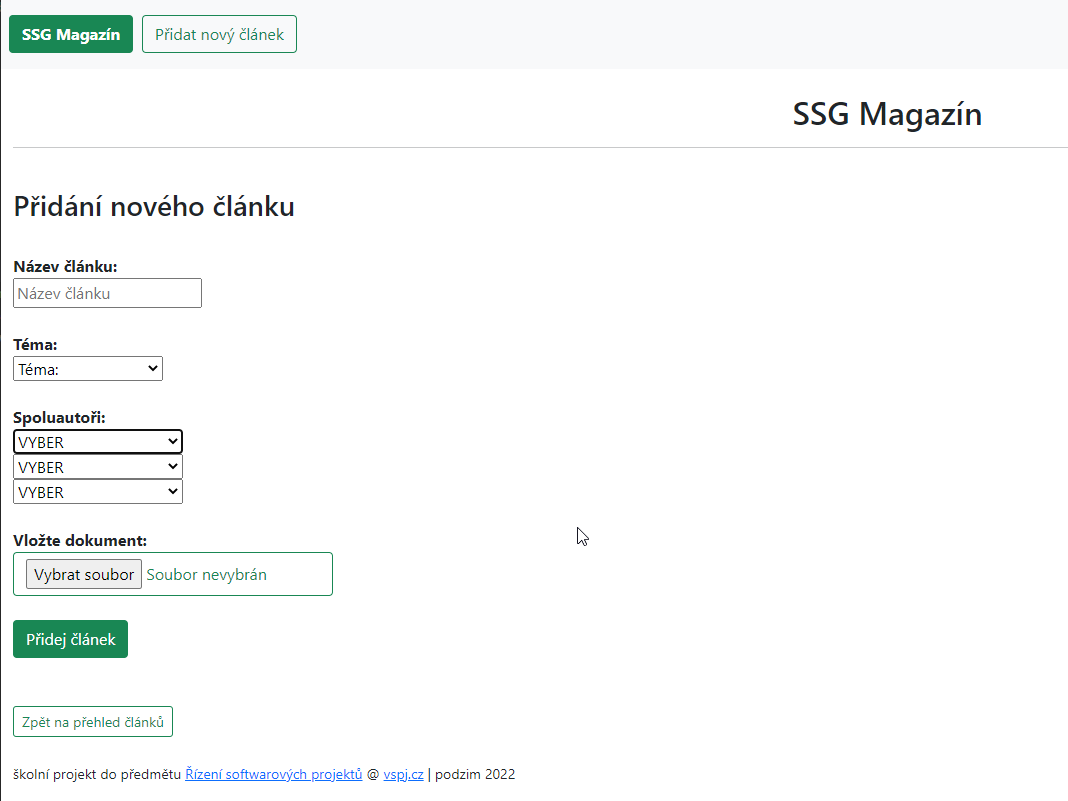 SSG Magazín Přidat nový článek
SSG Magazín
Přidání nového článku
Název článku:
Název článku
Téma:
Téma:
Spoluautoři:
VYBER
VYBER
VYBER
Vložte dokument:
Vybrat soubor Soubor nevybrán
Přidej článek
Zpět na přehled článků
školní projekt do předmětu Řízení softwarových projektů @ vspj.cz | podzim 2022